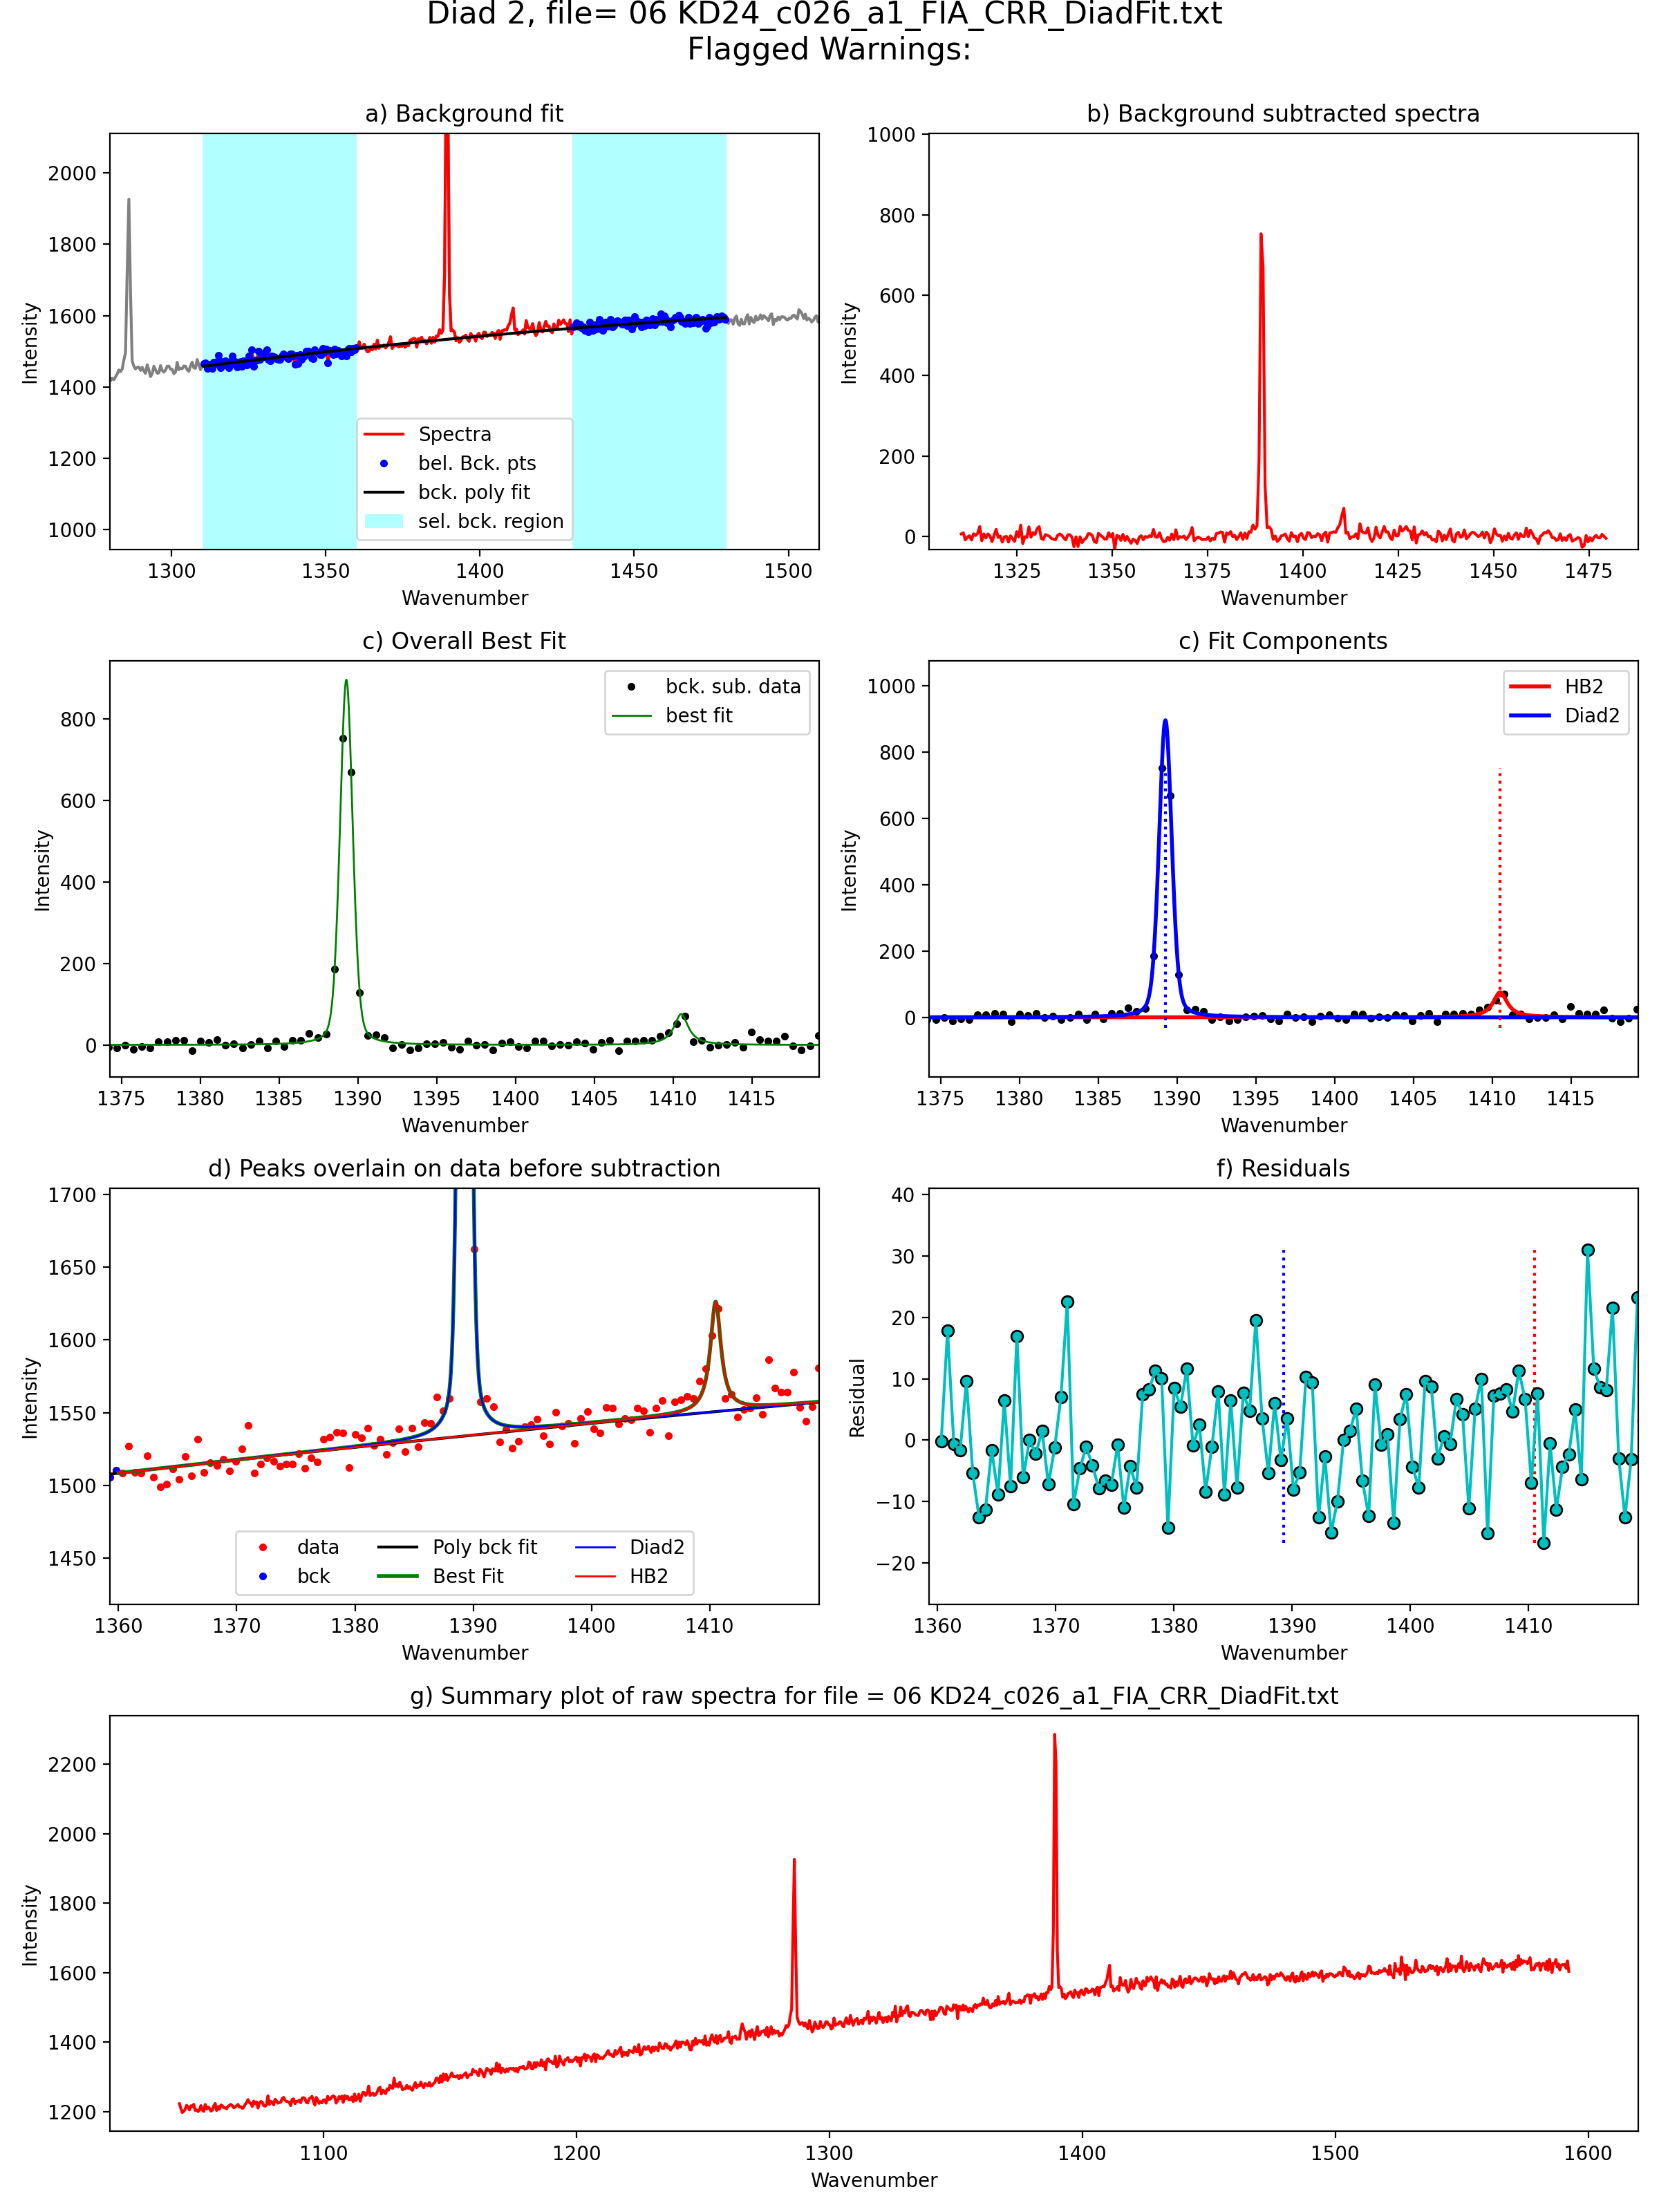 Diad 2, file= 06 KD24_c026_a1_FIA_CRR_DiadFit.txt
Flagged Warnings:
a) Background fit
2000
1800
1600
1400
1200
1000
Intensity
Spectra
bel. Bck. pts
bck. poly fit
sel. bck. region
1300 1350 1400 1450 1500
Wavenumber
b) Background subtracted spectra
1000
800
600
400
200
0
Intensity
1325 1350 1375 1400 1425 1450 1475
Wavenumber
c) Overall Best Fit
800
600
400
200
0
Intensity
bck. sub. data
best fit
1375 1380 1385 1390 1395 1400 1405 1410 1415
Wavenumber
c) Fit Components
1000
800
600
400
200
0
Intensity
HB2
Diad2
1375 1380 1385 1390 1395 1400 1405 1410 1415
Wavenumber
d) Peaks overlain on data before subtraction
1700
1650
1600
1550
1500
1450
Intensity
data
bck
Poly bck fit
Best Fit
Diad2
HB2
1360 1370 1380 1390 1400 1410
Wavenumber
f) Residuals
40
30
20
10
0
−10
−20
Residual
1360 1370 1380 1390 1400 1410
Wavenumber
g) Summary plot of raw spectra for file = 06 KD24_c026_a1_FIA_CRR_DiadFit.txt
2200
2000
1800
1600
1400
1200
Intensity
1100 1200 1300 1400 1500 1600
Wavenumber